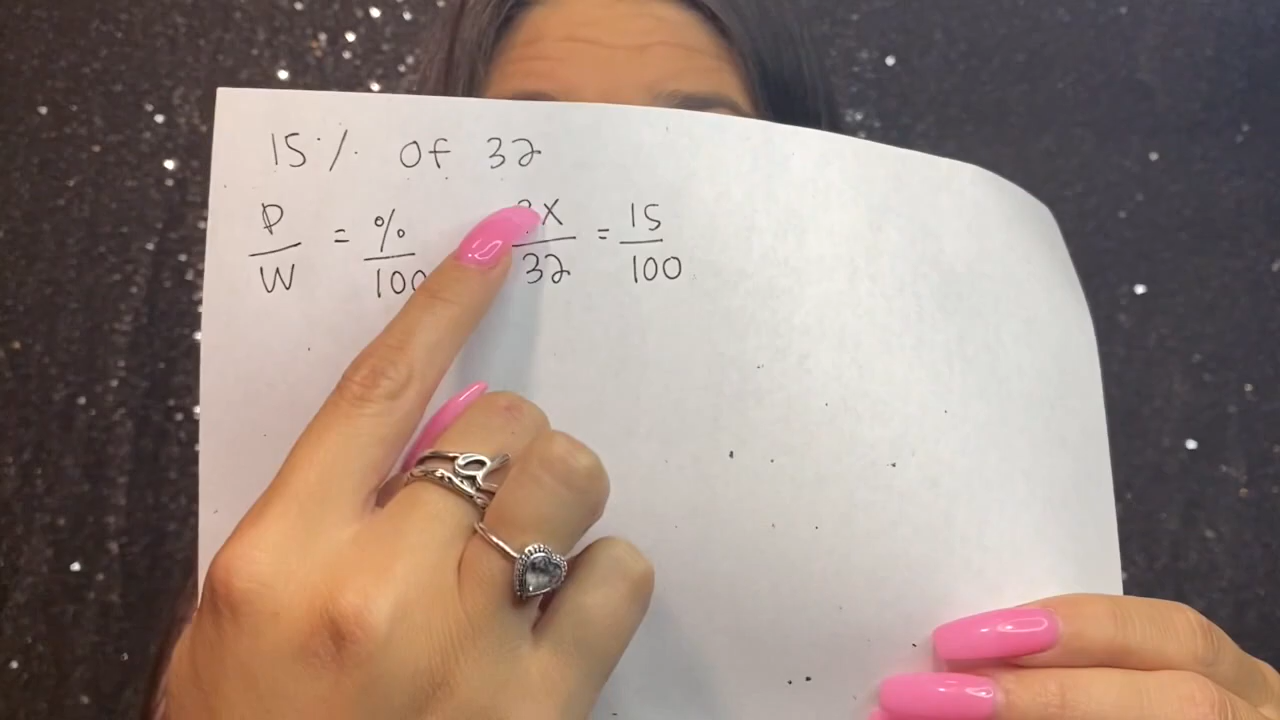 15% of 32
P/W = %/100 ?X/32 = 15/100